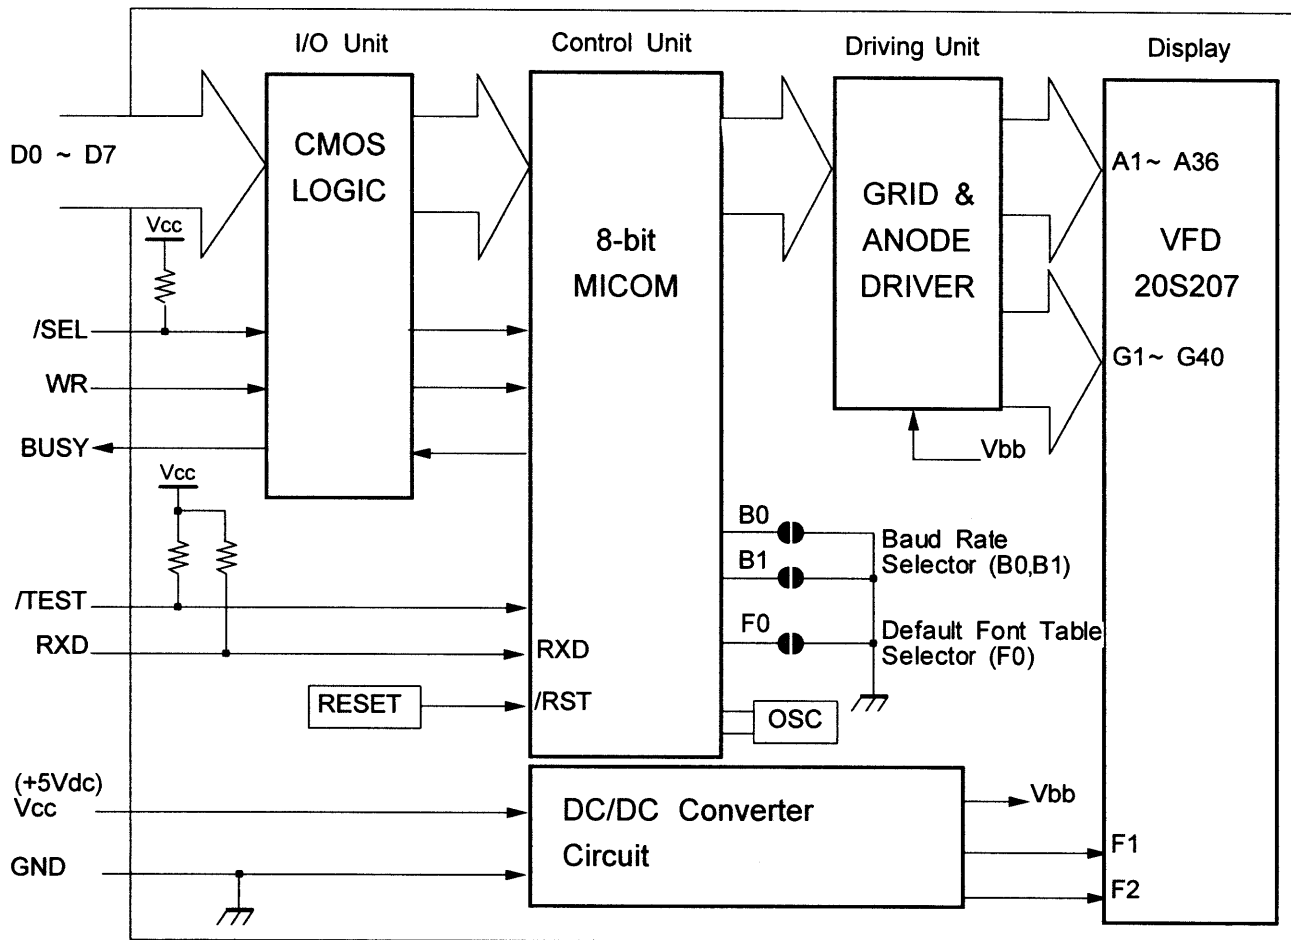 I/O Unit
Control Unit
Driving Unit
Display
D0 ~ D7
CMOS
LOGIC
8-bit
MICOM
GRID &
ANODE
DRIVER
A1~ A36
VFD
20S207
G1~ G40
Vcc
/SEL
WR
BUSY
Vbb
Vcc
/TEST
RXD
RXD
RESET
/RST
B0
B1
F0
Baud Rate
Selector (B0,B1)
Default Font Table
Selector (F0)
OSC
(+5Vdc)
Vcc
GND
DC/DC Converter
Circuit
Vbb
F1
F2